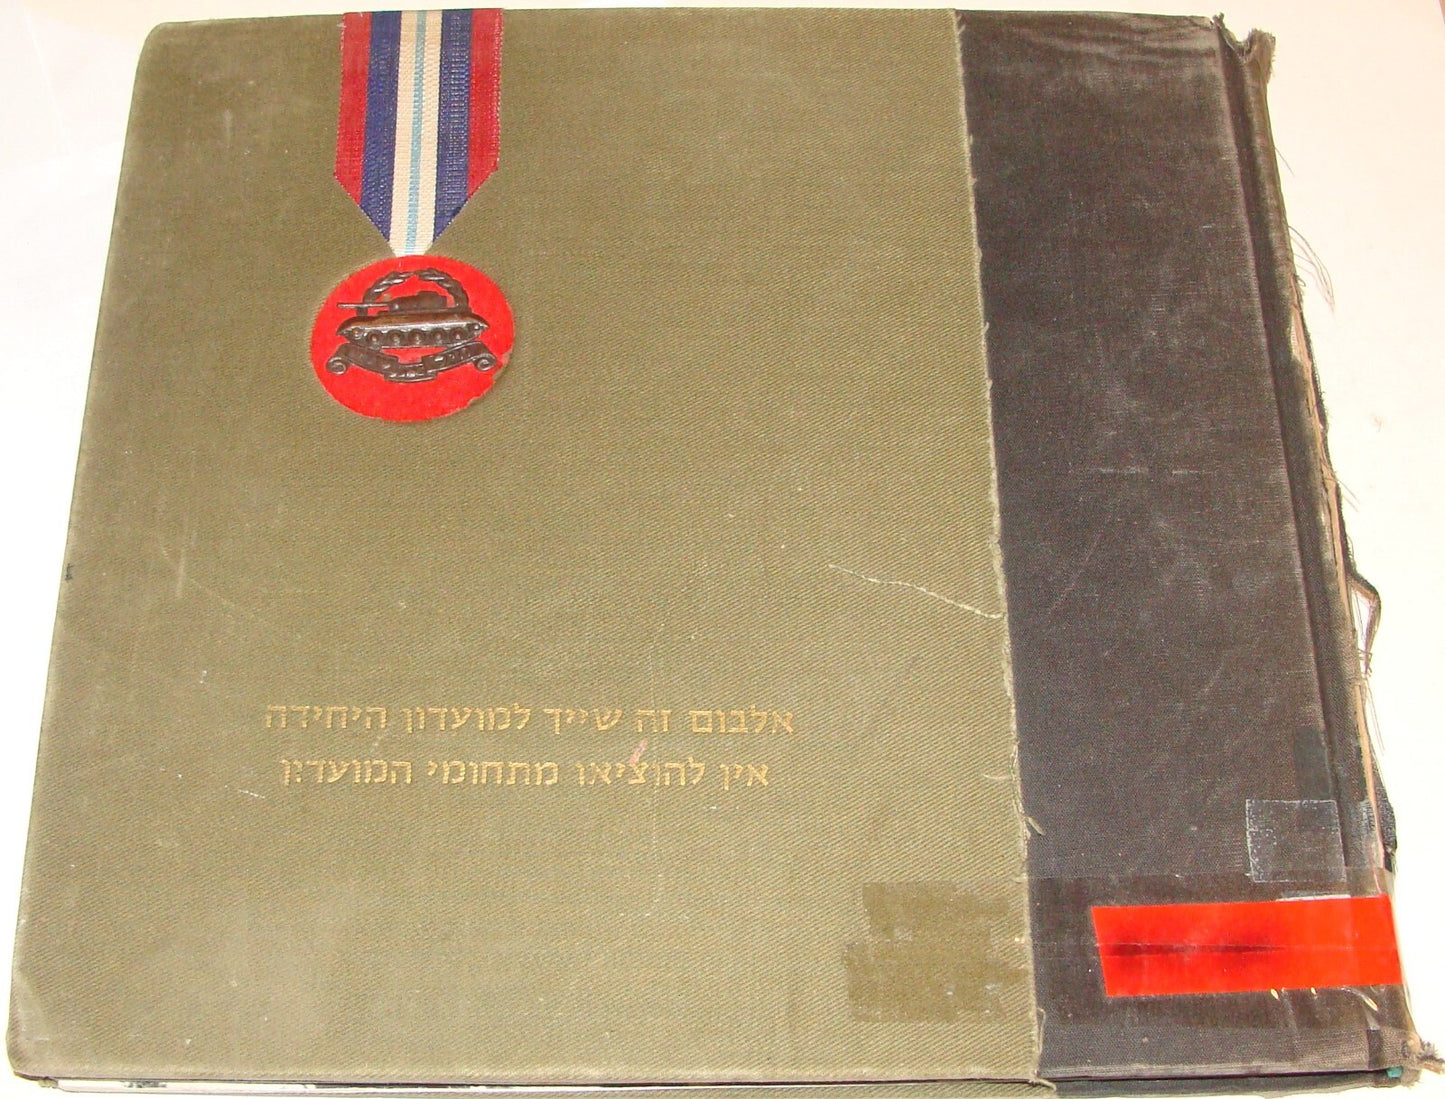 אלבום זה שייך למועדון היחידה
אין להוציאו מתחומי המועדון